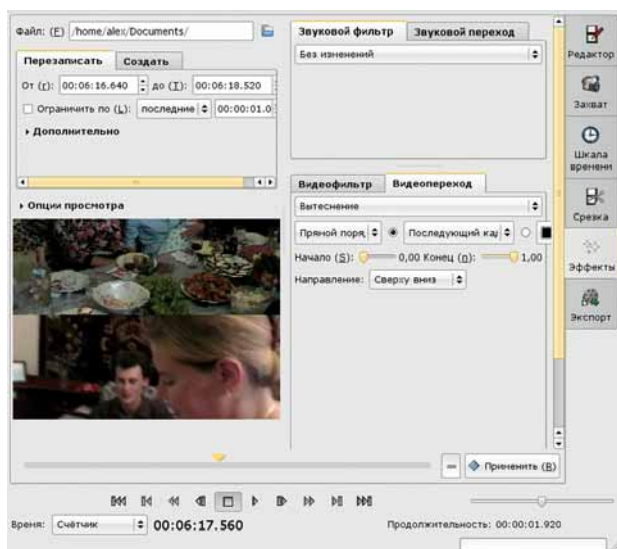 Файл: (F) /home/alex/Documents/
Перезаписать Создать
От (r): 00:06:16.640 до (T): 00:06:18.520
Ограничить по (L): последние 00:00:01.0
Дополнительно
Опции просмотра
Звуковой фильтр Звуковой переход
Без изменений
Видеофильтр Видеопереход
Вытеснение
Прямой поряд Последующий кад
Начало (S): 0,00 Конец (n): 1,00
Направление: Сверху вниз
Применить (R)
Редактор
Захват
Шкала
времени
Срезка
Эффекты
Экспорт
Время: Счётчик 00:06:17.560
Продолжительность: 00:00:01.920